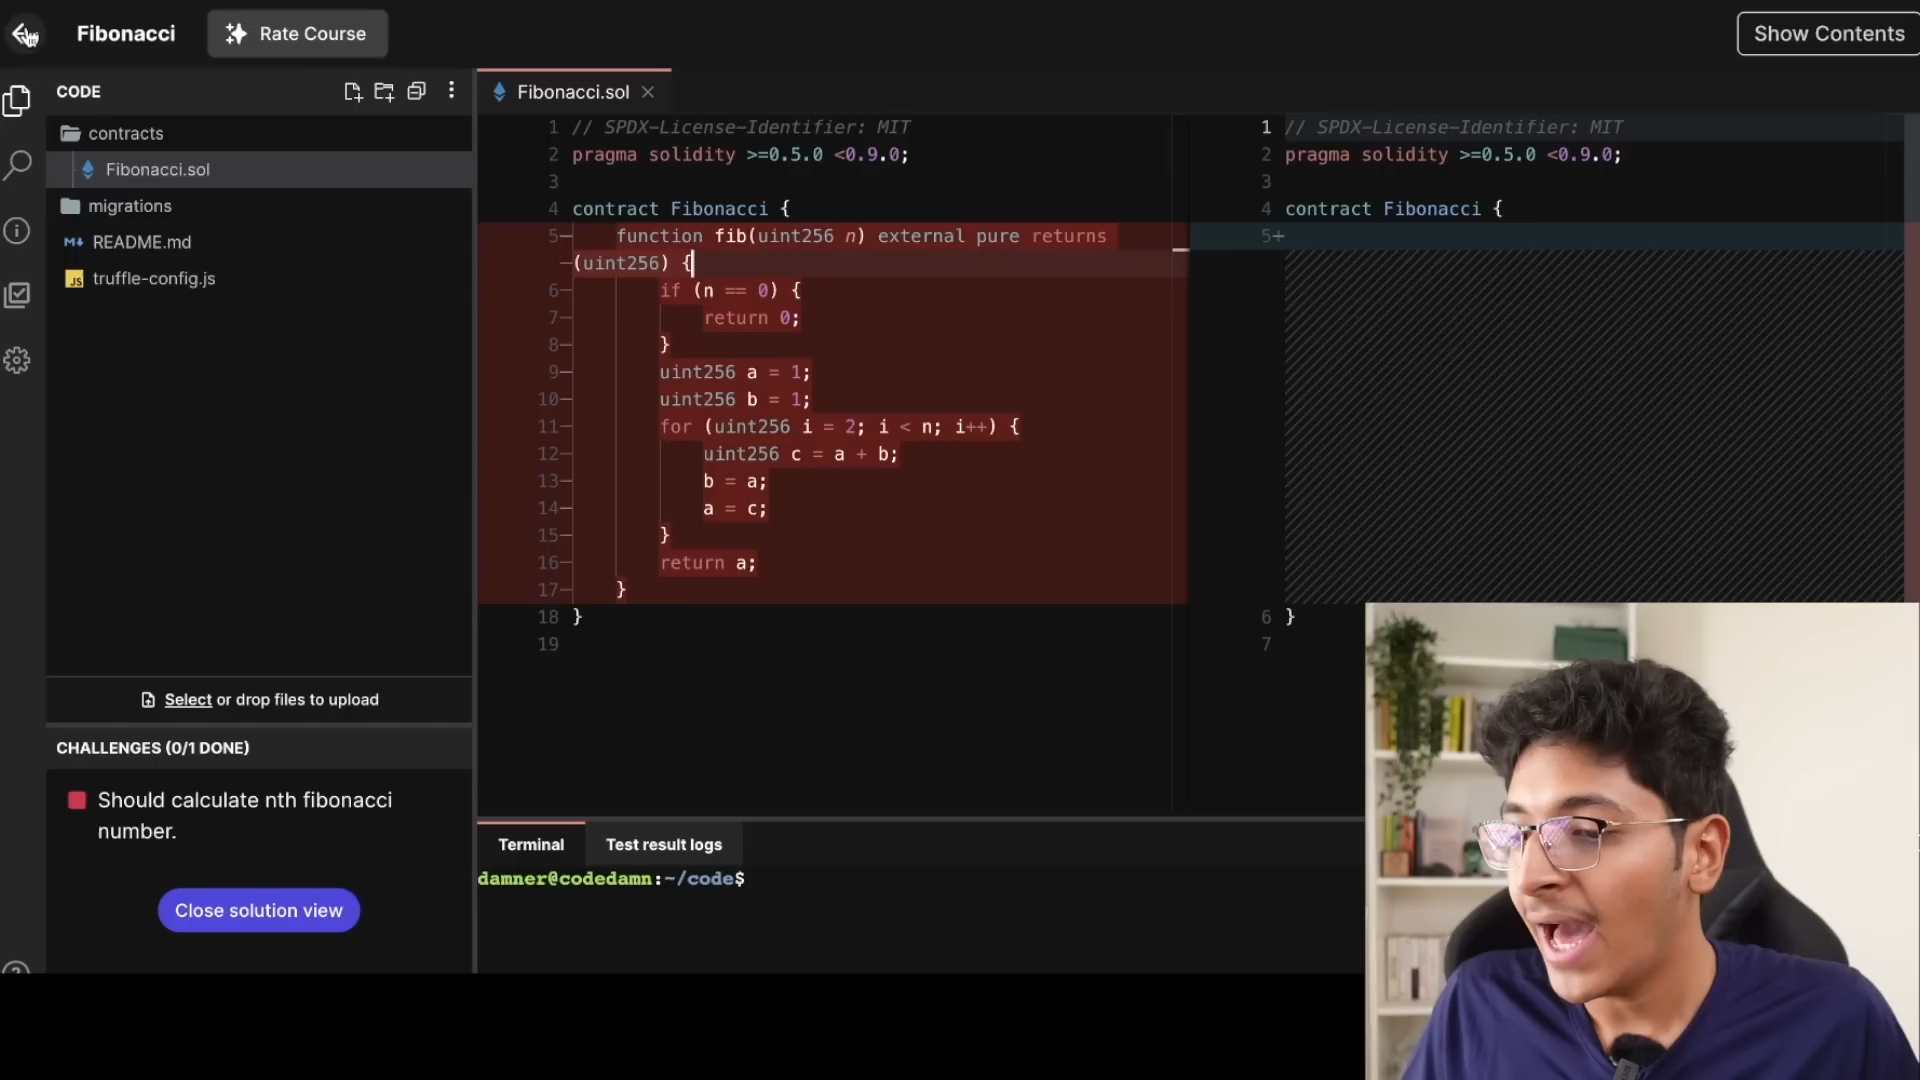 Fibonacci
Rate Course
Show Contents
CODE
contracts
Fibonacci.sol
migrations
README.md
truffle-config.js
Select or drop files to upload
CHALLENGES (0/1 DONE)
Should calculate nth fibonacci
number.
Close solution view
Fibonacci.sol
1 // SPDX-License-Identifier: MIT
2 pragma solidity >=0.5.0 <0.9.0;
3
4 contract Fibonacci {
5— function fib(uint256 n) external pure returns
—(uint256) {
6— if (n == 0) {
7— return 0;
8— }
9— uint256 a = 1;
10— uint256 b = 1;
11— for (uint256 i = 2; i < n; i++) {
12— uint256 c = a + b;
13— b = a;
14— a = c;
15— }
16— return a;
17— }
18 }
19
1 // SPDX-License-Identifier: MIT
2 pragma solidity >=0.5.0 <0.9.0;
3
4 contract Fibonacci {
5+
6 }
7
Terminal
Test result logs
damner@codedamn:~/code$